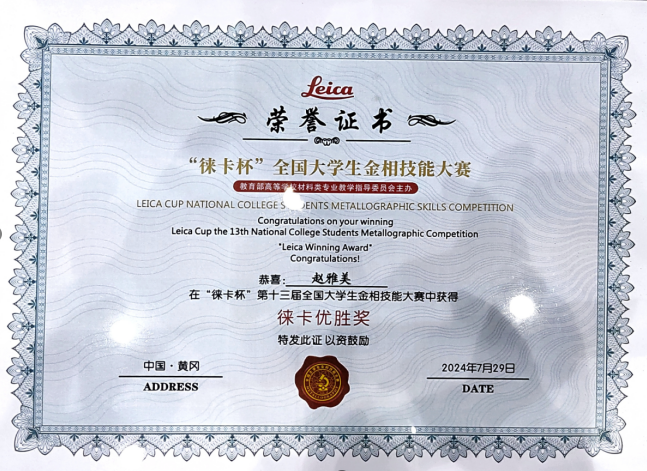 Leica
荣誉证书
“徕卡杯”全国大学生金相技能大赛
教育部高等学校材料类专业教学指导委员会主办
LEICA CUP NATIONAL COLLEGE STUDENTS METALLOGRAPHIC SKILLS COMPETITION
Congratulations on your winning
Leica Cup the 13th National College Students Metallographic Competition
"Leica Winning Award"
Congratulations!
恭喜:赵雅美
在“徕卡杯”第十三届全国大学生金相技能大赛中获得
徕卡优胜奖
特发此证 以资鼓励
中国·黄冈
ADDRESS
2024年7月29日
DATE